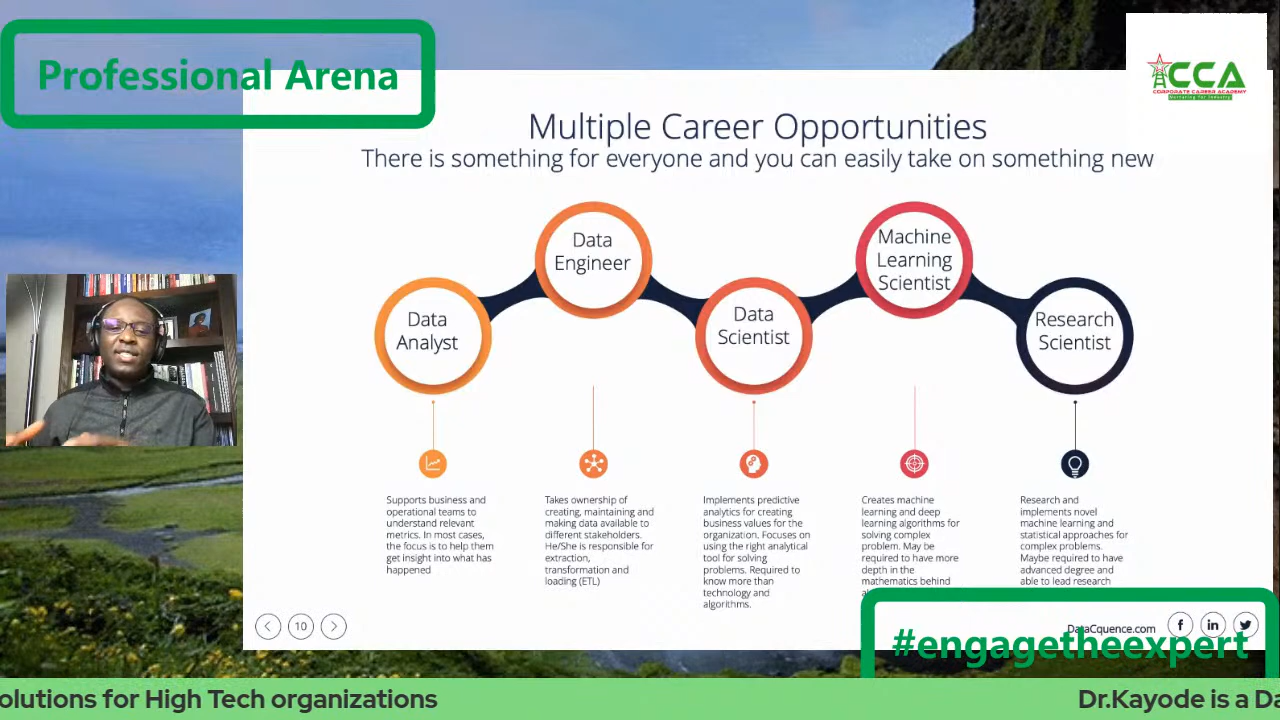 Professional Arena
CCA
CORPORATE CAREER ACADEMY
Nurturing for Industry
Multiple Career Opportunities
There is something for everyone and you can easily take on something new
Data
Analyst
Data
Engineer
Data
Scientist
Machine
Learning
Scientist
Research
Scientist
Supports business and
operational teams to
understand relevant
metrics. In most cases,
the focus is to help them
get insight into what has
happened
Takes ownership of
creating, maintaining and
making data available to
different stakeholders.
He/She is responsible for
extraction,
transformation and
loading (ETL)
Implements predictive
analytics for creating
business values for the
organization. Focuses on
using the right analytical
tool for solving
problems. Required to
know more than
technology and
algorithms.
Creates machine
learning and deep
learning algorithms for
solving complex
problem. May be
required to have more
depth in the
mathematics behind
Research and
implements novel
machine learning and
statistical approaches for
complex problems.
Maybe required to have
advanced degree and
able to lead research
10
DataCquence.com
f
in
#engagetheexpert
olutions for High Tech organizations
Dr.Kayode is a Da